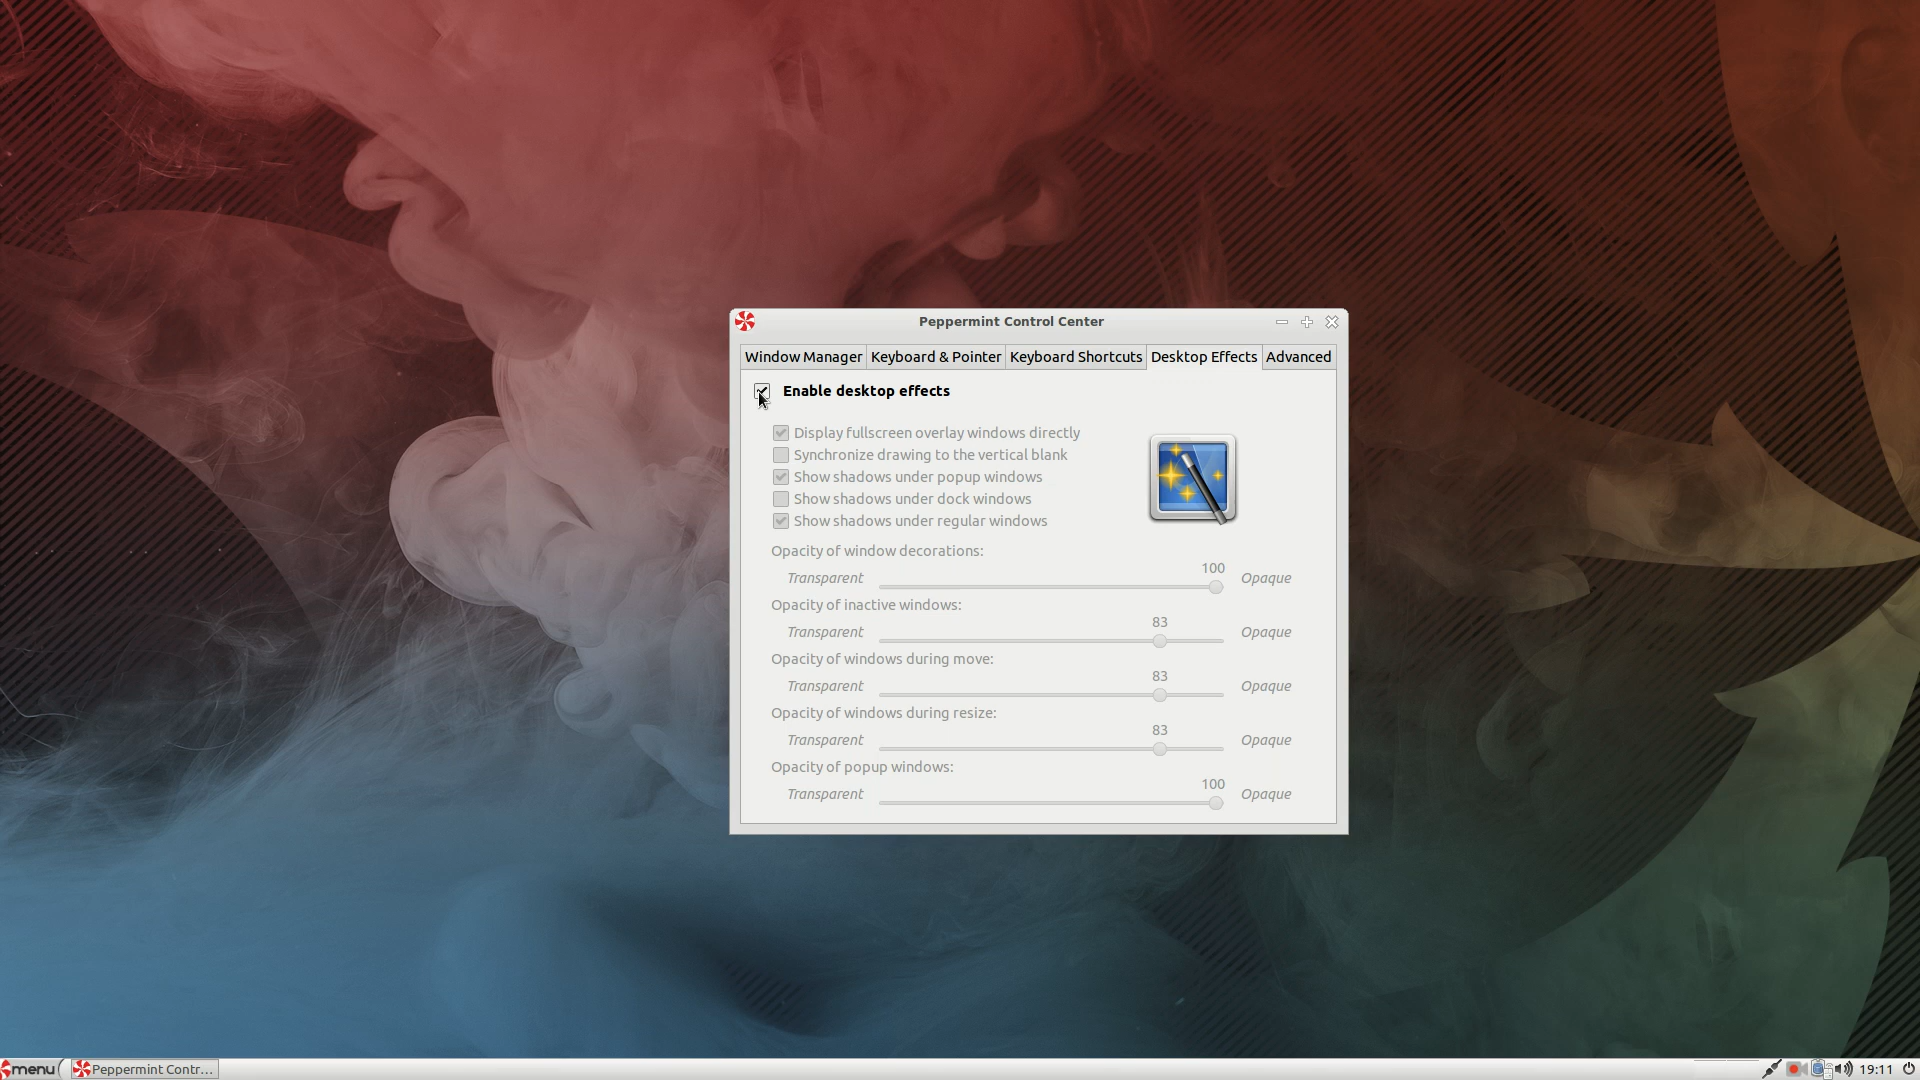 Peppermint Control Center
Window Manager Keyboard & Pointer Keyboard Shortcuts Desktop Effects Advanced
Enable desktop effects
Display fullscreen overlay windows directly
Synchronize drawing to the vertical blank
Show shadows under popup windows
Show shadows under dock windows
Show shadows under regular windows
Opacity of window decorations:
100
Transparent Opaque
Opacity of inactive windows:
83
Transparent Opaque
Opacity of windows during move:
83
Transparent Opaque
Opacity of windows during resize:
83
Transparent Opaque
Opacity of popup windows:
100
Transparent Opaque
menu Peppermint Contr... 19:11